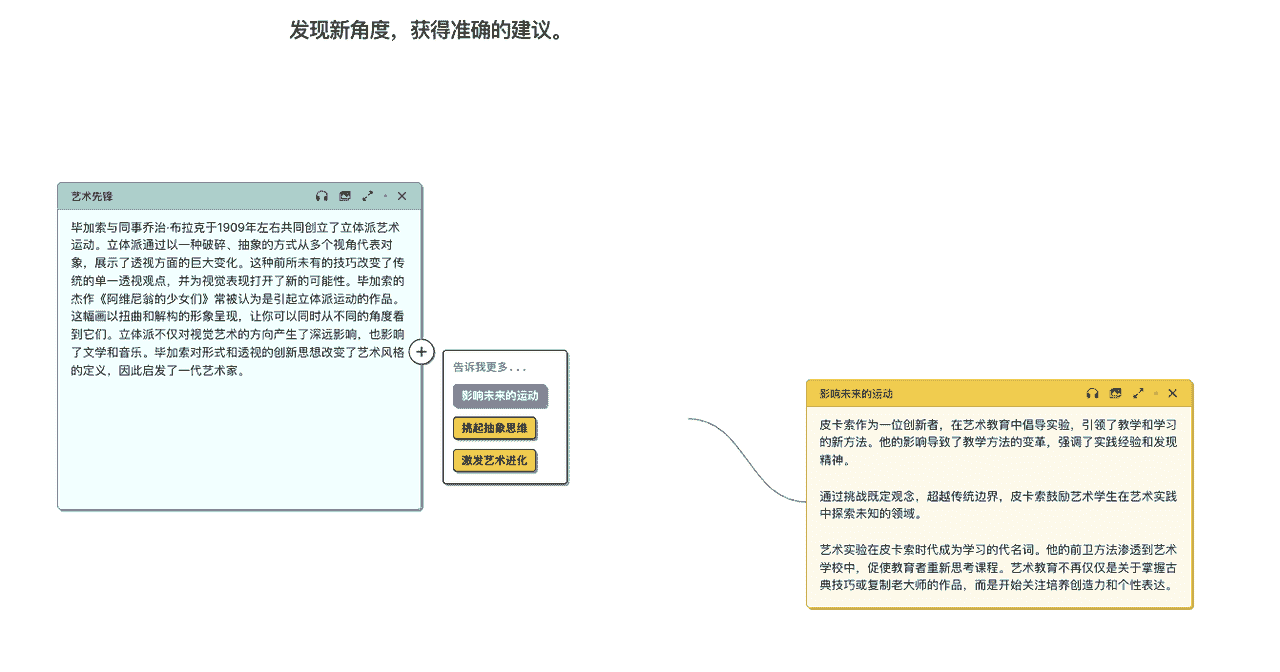 发现新角度，获得准确的建议。
艺术先锋
毕加索与同事乔治·布拉克于1909年左右共同创立了立体派艺术
运动。立体派通过以一种破碎、抽象的方式从多个视角代表对
象，展示了透视方面的巨大变化。这种前所未有的技巧改变了传
统的单一透视观点，并为视觉表现打开了新的可能性。毕加索的
杰作《阿维尼翁的少女们》常被认为是引起立体派运动的作品。
这幅画以扭曲和解构的形象呈现，让你可以同时从不同的角度看
到它们。立体派不仅对视觉艺术的方向产生了深远影响，也影响
了文学和音乐。毕加索对形式和透视的创新思想改变了艺术风格
的定义，因此启发了一代艺术家。
告诉我更多...
影响未来的运动
挑起抽象思维
激发艺术进化
影响未来的运动
皮卡索作为一位创新者，在艺术教育中倡导实验，引领了教学和学习
的新方法。他的影响导致了教学方法的变革，强调了实践经验和发现
精神。
通过挑战既定观念，超越传统边界，皮卡索鼓励艺术学生在艺术实践
中探索未知的领域。
艺术实验在皮卡索时代成为学习的代名词。他的前卫方法渗透到艺术
学校中，促使教育者重新思考课程。艺术教育不再仅仅是关于掌握古
典技巧或复制老大师的作品，而是开始关注培养创造力和个性表达。